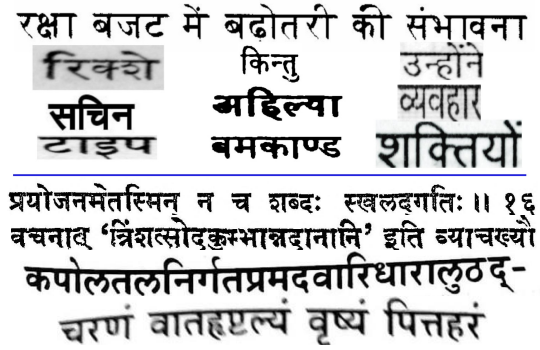 रक्षा बजट में बढोतरी की संभावना
रिक्शे किन्तु उन्होंने
सचिन अहिल्या व्यवहार
टाइप बमकाण्ड शक्तियों
प्रयोजनमेतस्मिन् न च शब्दः स्खलद्गतिः॥ १६
वचनात् ‘त्रिंशत्सोदकुम्भान्नदानानि’ इति व्याचख्यौ
कपोलतलनिर्गतप्रमदवारिधारालुठद्-
चरणं वृष्यं पित्तहरं